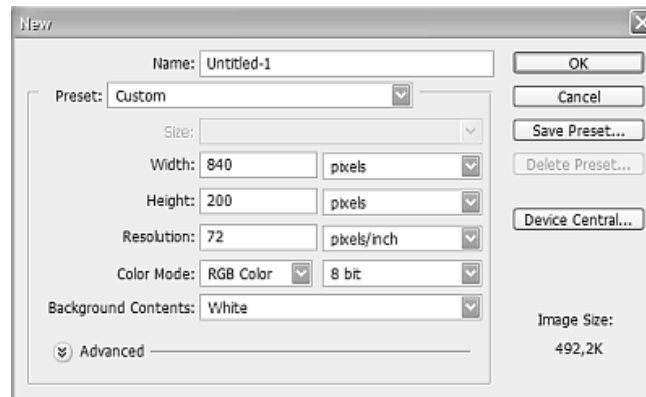 New
Name: Untitled-1
OK
Preset: Custom
Cancel
Size:
Save Preset...
Width: 840 pixels
Delete Preset...
Height: 200 pixels
Device Central...
Resolution: 72 pixels/inch
Color Mode: RGB Color 8 bit
Background Contents: White
Image Size:
Advanced
492,2K